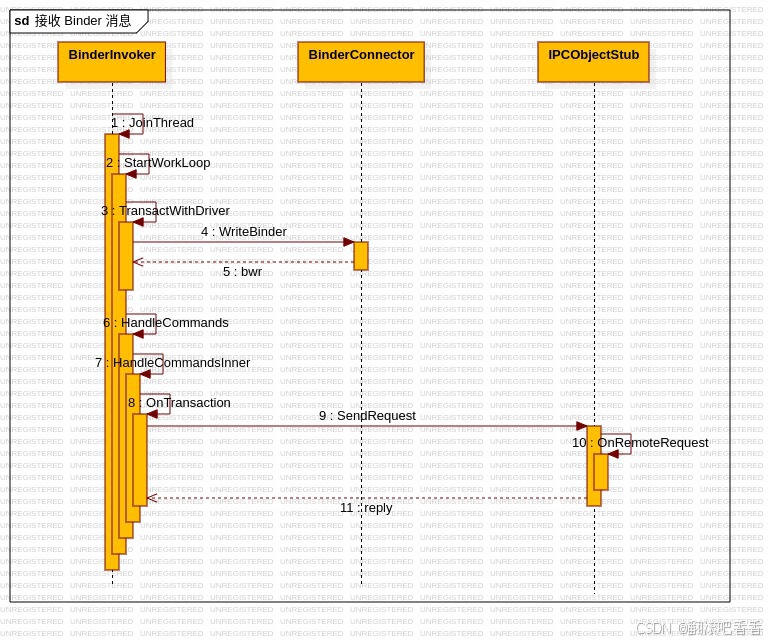 sd 接收 Binder 消息
BinderInvoker
BinderConnector
IPCObjectStub
1 : JoinThread
2 : StartWorkLoop
3 : TransactWithDriver
4 : WriteBinder
5 : bwr
6 : HandleCommands
7 : HandleCommandsInner
8 : OnTransaction
9 : SendRequest
10 : OnRemoteRequest
11 : reply
UNREGISTERED
CSDN @翻滚吧香香